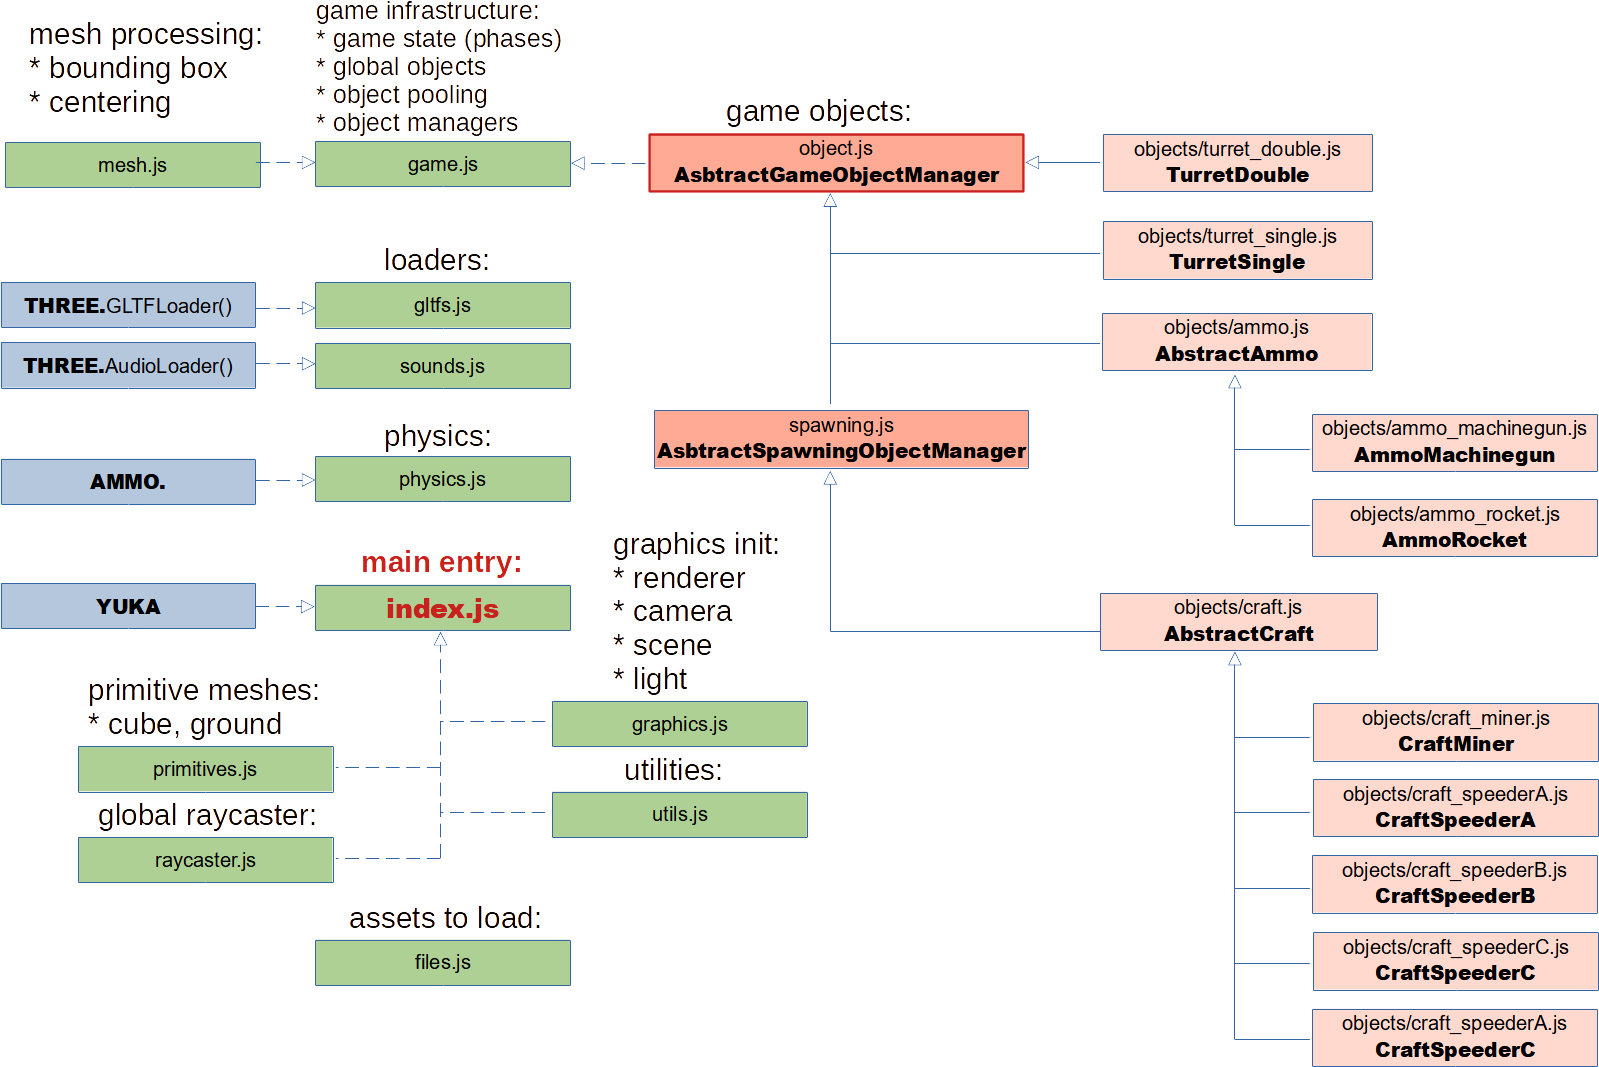 mesh processing:
* bounding box
* centering
mesh.js
game infrastructure:
* game state (phases)
* global objects
* object pooling
* object managers
game.js
game objects:
object.js
AsbtractGameObjectManager
objects/turret_double.js
TurretDouble
objects/turret_single.js
TurretSingle
objects/ammo.js
AbstractAmmo
objects/ammo_machinegun.js
AmmoMachinegun
objects/ammo_rocket.js
AmmoRocket
spawning.js
AsbtractSpawningObjectManager
objects/craft.js
AbstractCraft
objects/craft_miner.js
CraftMiner
objects/craft_speederA.js
CraftSpeederA
objects/craft_speederB.js
CraftSpeederB
objects/craft_speederC.js
CraftSpeederC
objects/craft_speederA.js
CraftSpeederC
loaders:
THREE.GLTFLoader()
gltfs.js
THREE.AudioLoader()
sounds.js
physics:
AMMO.
physics.js
main entry:
YUKA
index.js
graphics init:
* renderer
* camera
* scene
* light
graphics.js
primitive meshes:
* cube, ground
primitives.js
utilities:
utils.js
global raycaster:
raycaster.js
assets to load:
files.js